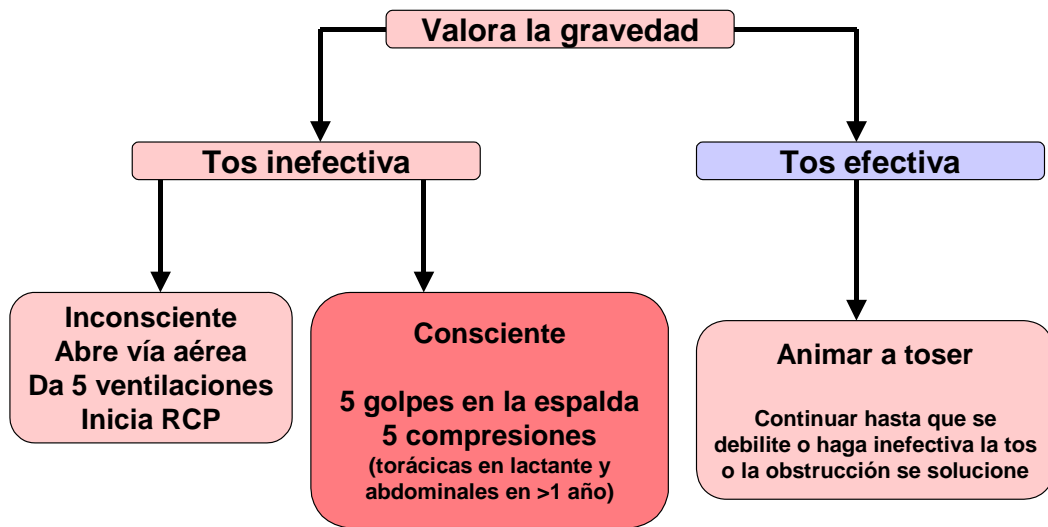 Valora la gravedad
Tos inefectiva
Tos efectiva
Inconsciente
Abre vía aérea
Da 5 ventilaciones
Inicia RCP
Consciente
5 golpes en la espalda
5 compresiones
(torácicas en lactante y
abdominales en >1 año)
Animar a toser
Continuar hasta que se
debilite o haga inefectiva la tos
o la obstrucción se solucione